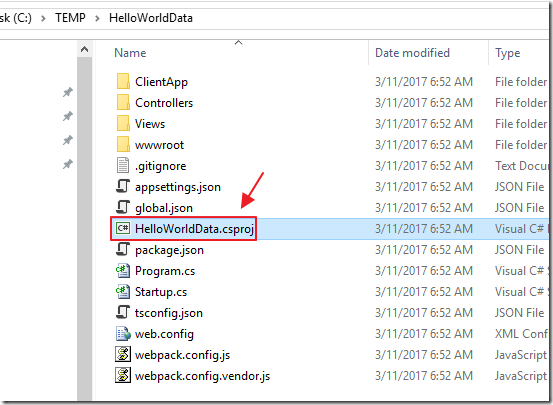 sk (C:) > TEMP > HelloWorldData
Name Date modified Type
ClientApp 3/11/2017 6:52 AM File folder
Controllers 3/11/2017 6:52 AM File folder
Views 3/11/2017 6:52 AM File folder
wwwroot 3/11/2017 6:52 AM File folder
.gitignore 3/11/2017 6:52 AM Text Docu
appsettings.json 3/11/2017 6:52 AM JSON File
global.json 3/11/2017 6:52 AM JSON File
C# HelloWorldData.csproj 3/11/2017 6:52 AM Visual C#
package.json 3/11/2017 6:52 AM JSON File
C# Program.cs 3/11/2017 6:52 AM Visual C# S
C# Startup.cs 3/11/2017 6:52 AM Visual C# S
tsconfig.json 3/11/2017 6:52 AM JSON File
web.config 3/11/2017 6:52 AM XML Conf
webpack.config.js 3/11/2017 6:52 AM JavaScript
webpack.config.vendor.js 3/11/2017 6:52 AM JavaScript